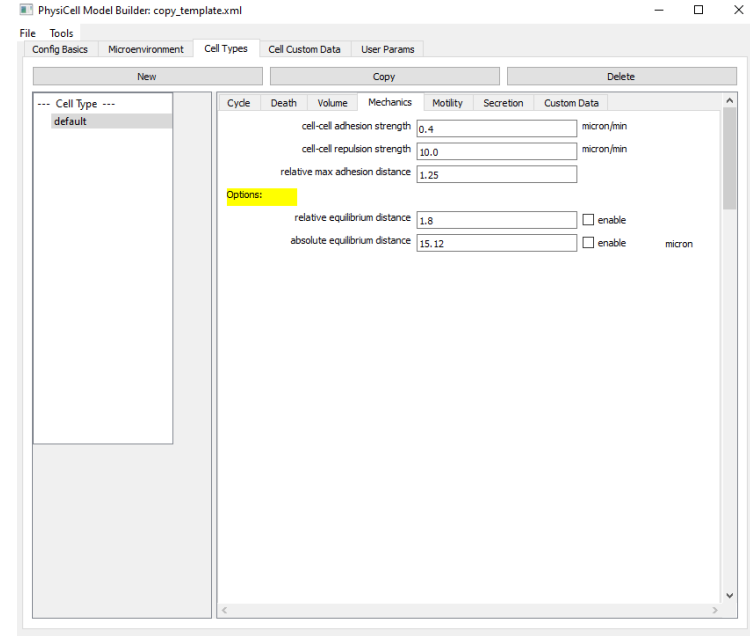 PhysiCell Model Builder: copy_template.xml
File Tools
Config Basics Microenvironment Cell Types Cell Custom Data User Params
New Copy Delete
--- Cell Type ---
default
Cycle Death Volume Mechanics Motility Secretion Custom Data
cell-cell adhesion strength 0.4 micron/min
cell-cell repulsion strength 10.0 micron/min
relative max adhesion distance 1.25
Options:
relative equilibrium distance 1.8 enable
absolute equilibrium distance 15.12 enable micron